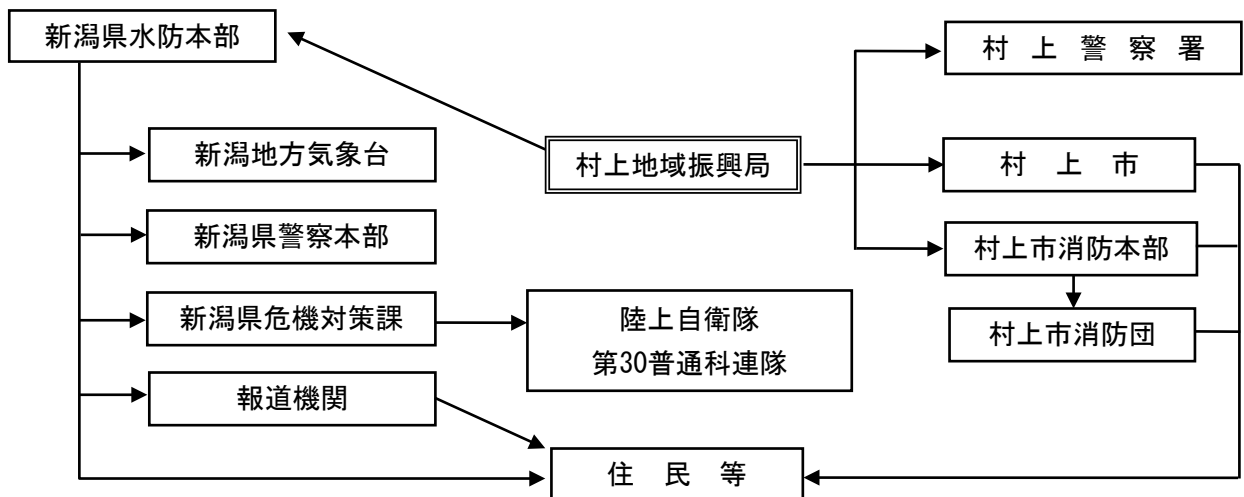 新潟県水防本部
村上警察署
新潟地方気象台
村上地域振興局
村上市
新潟県警察本部
村上市消防本部
新潟県危機対策課
陸上自衛隊
第30普通科連隊
村上市消防団
報道機関
住民等